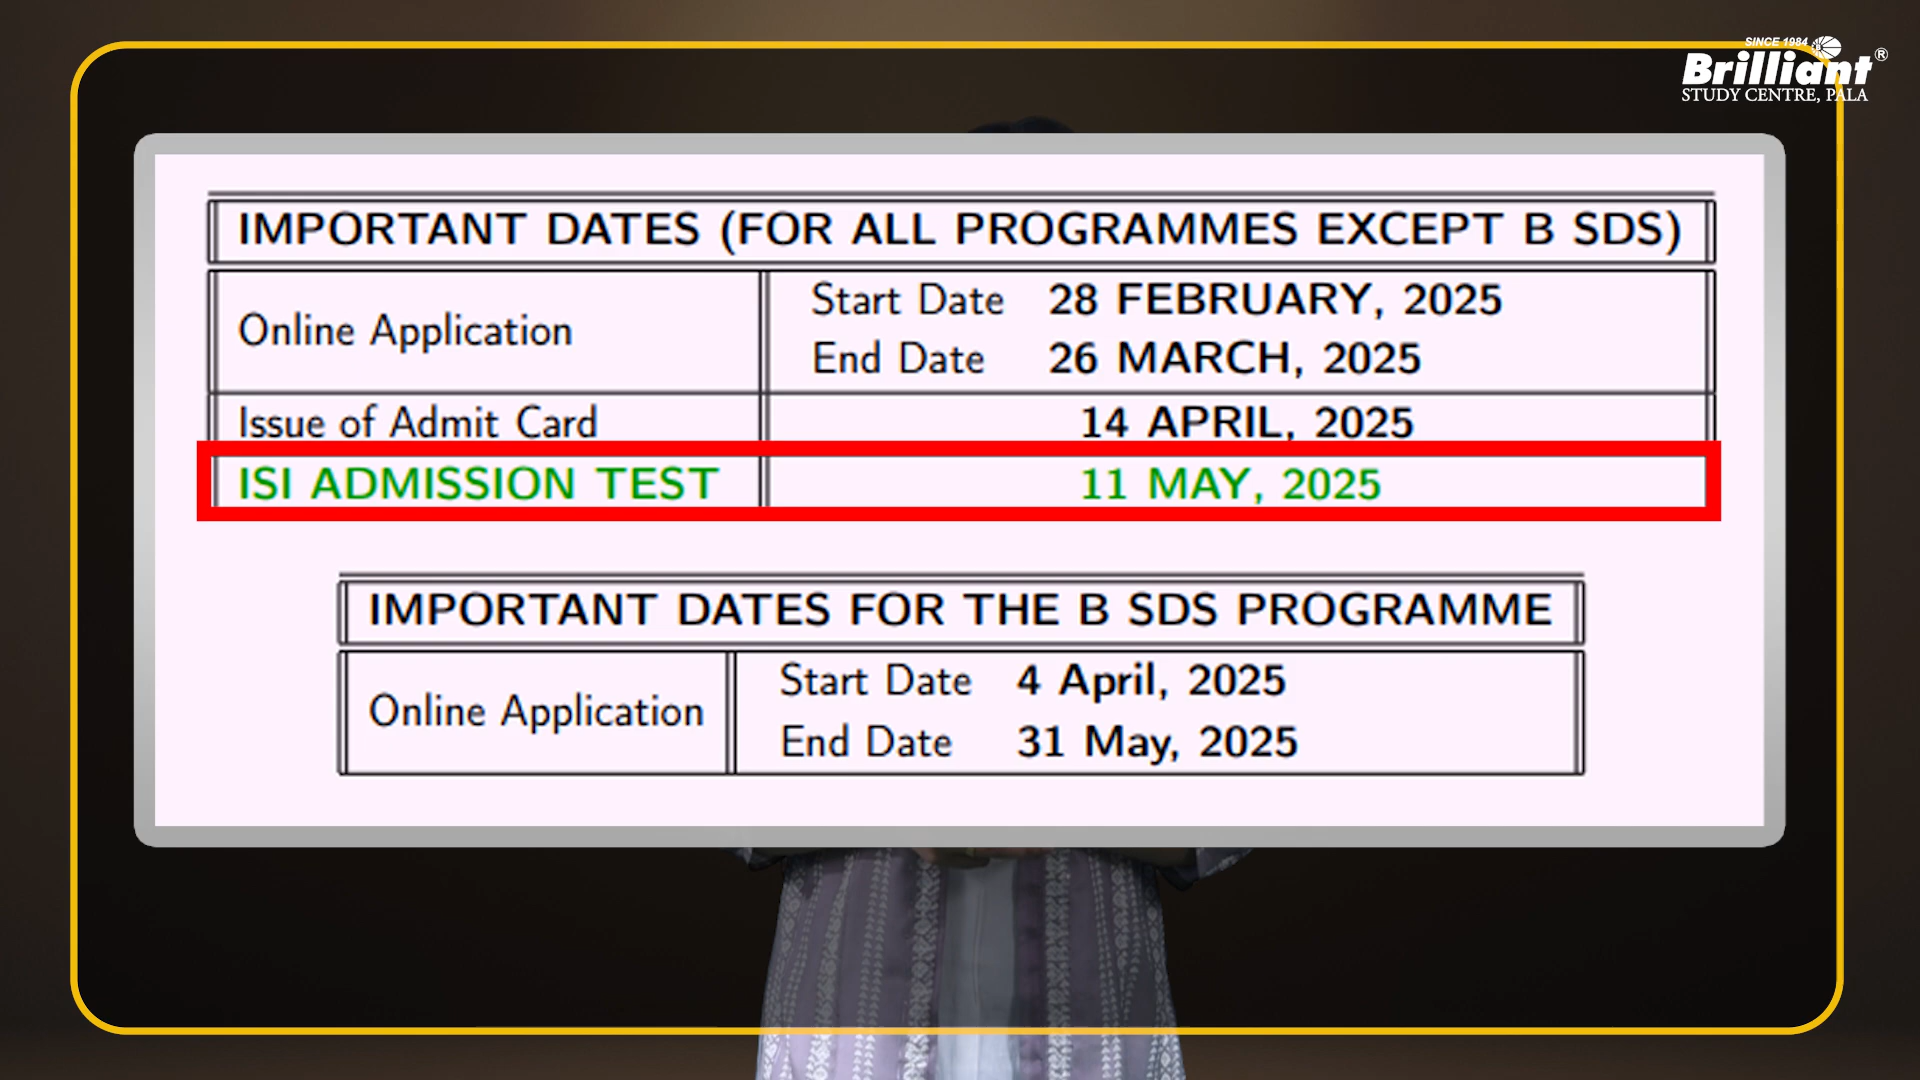 SINCE 1984
Brilliant®
STUDY CENTRE, PALA
IMPORTANT DATES (FOR ALL PROGRAMMES EXCEPT B SDS)
Online Application
Start Date 28 FEBRUARY, 2025
End Date 26 MARCH, 2025
Issue of Admit Card 14 APRIL, 2025
ISI ADMISSION TEST 11 MAY, 2025
IMPORTANT DATES FOR THE B SDS PROGRAMME
Online Application
Start Date 4 April, 2025
End Date 31 May, 2025